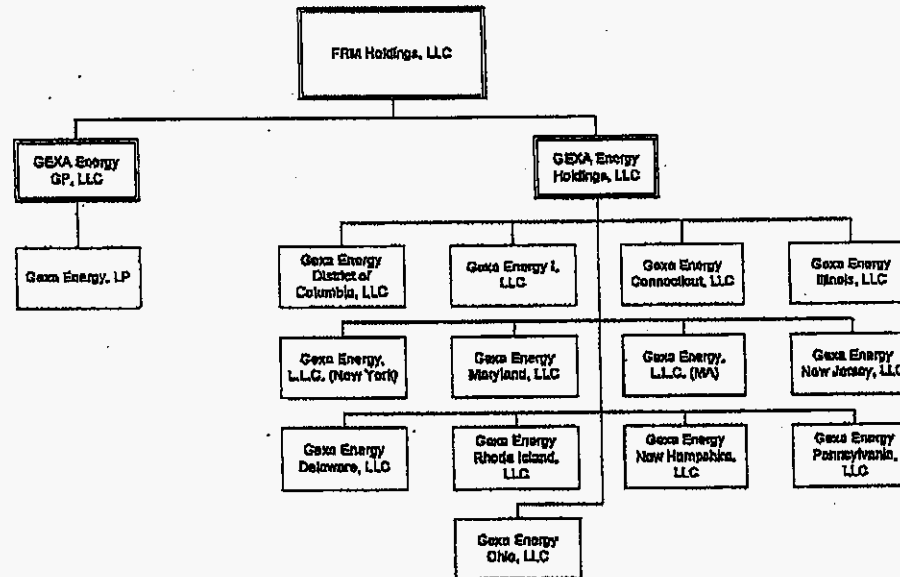 FRM Holdings, LLC
GEXA Energy
GP, LLC
GEXA Energy
Holdings, LLC
Gexa Energy, LP
Gexa Energy
District of
Columbia, LLC
Gexa Energy I,
LLC
Gexa Energy
Connecticut, LLC
Gexa Energy
Illinois, LLC
Gexa Energy,
L.L.C. (New York)
Gexa Energy
Maryland, LLC
Gexa Energy,
L.L.C. (MA)
Gexa Energy
New Jersey, LLC
Gexa Energy
Delaware, LLC
Gexa Energy
Rhode Island,
LLC
Gexa Energy
New Hampshire,
LLC
Gexa Energy
Pennsylvania,
LLC
Gexa Energy
Ohio, LLC